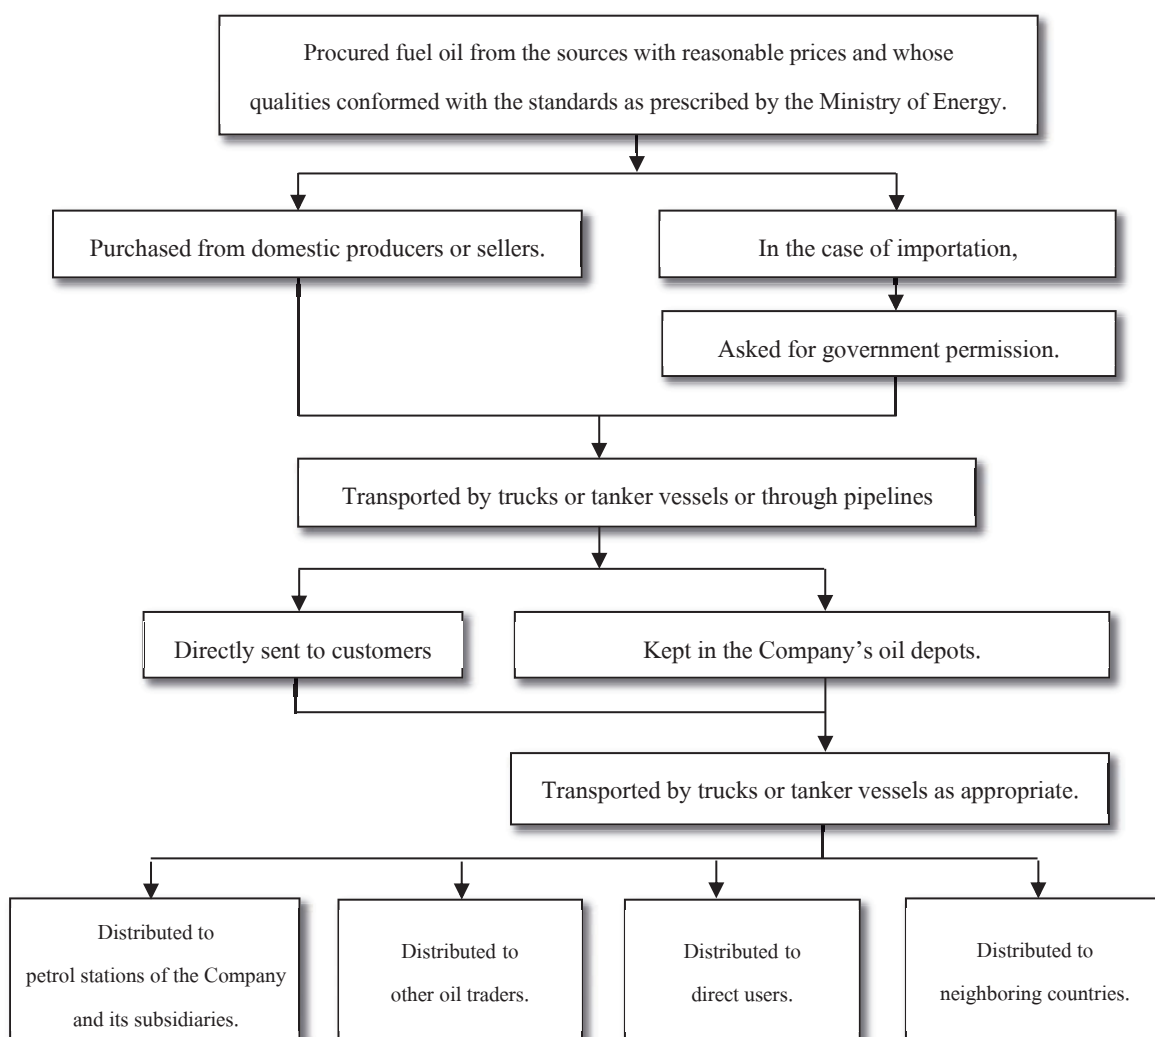 Procured fuel oil from the sources with reasonable prices and whose
qualities conformed with the standards as prescribed by the Ministry of Energy.
Purchased from domestic producers or sellers.
In the case of importation,
Asked for government permission.
Transported by trucks or tanker vessels or through pipelines
Directly sent to customers
Kept in the Company's oil depots.
Transported by trucks or tanker vessels as appropriate.
Distributed to
petrol stations of the Company
and its subsidiaries.
Distributed to
other oil traders.
Distributed to
direct users.
Distributed to
neighboring countries.